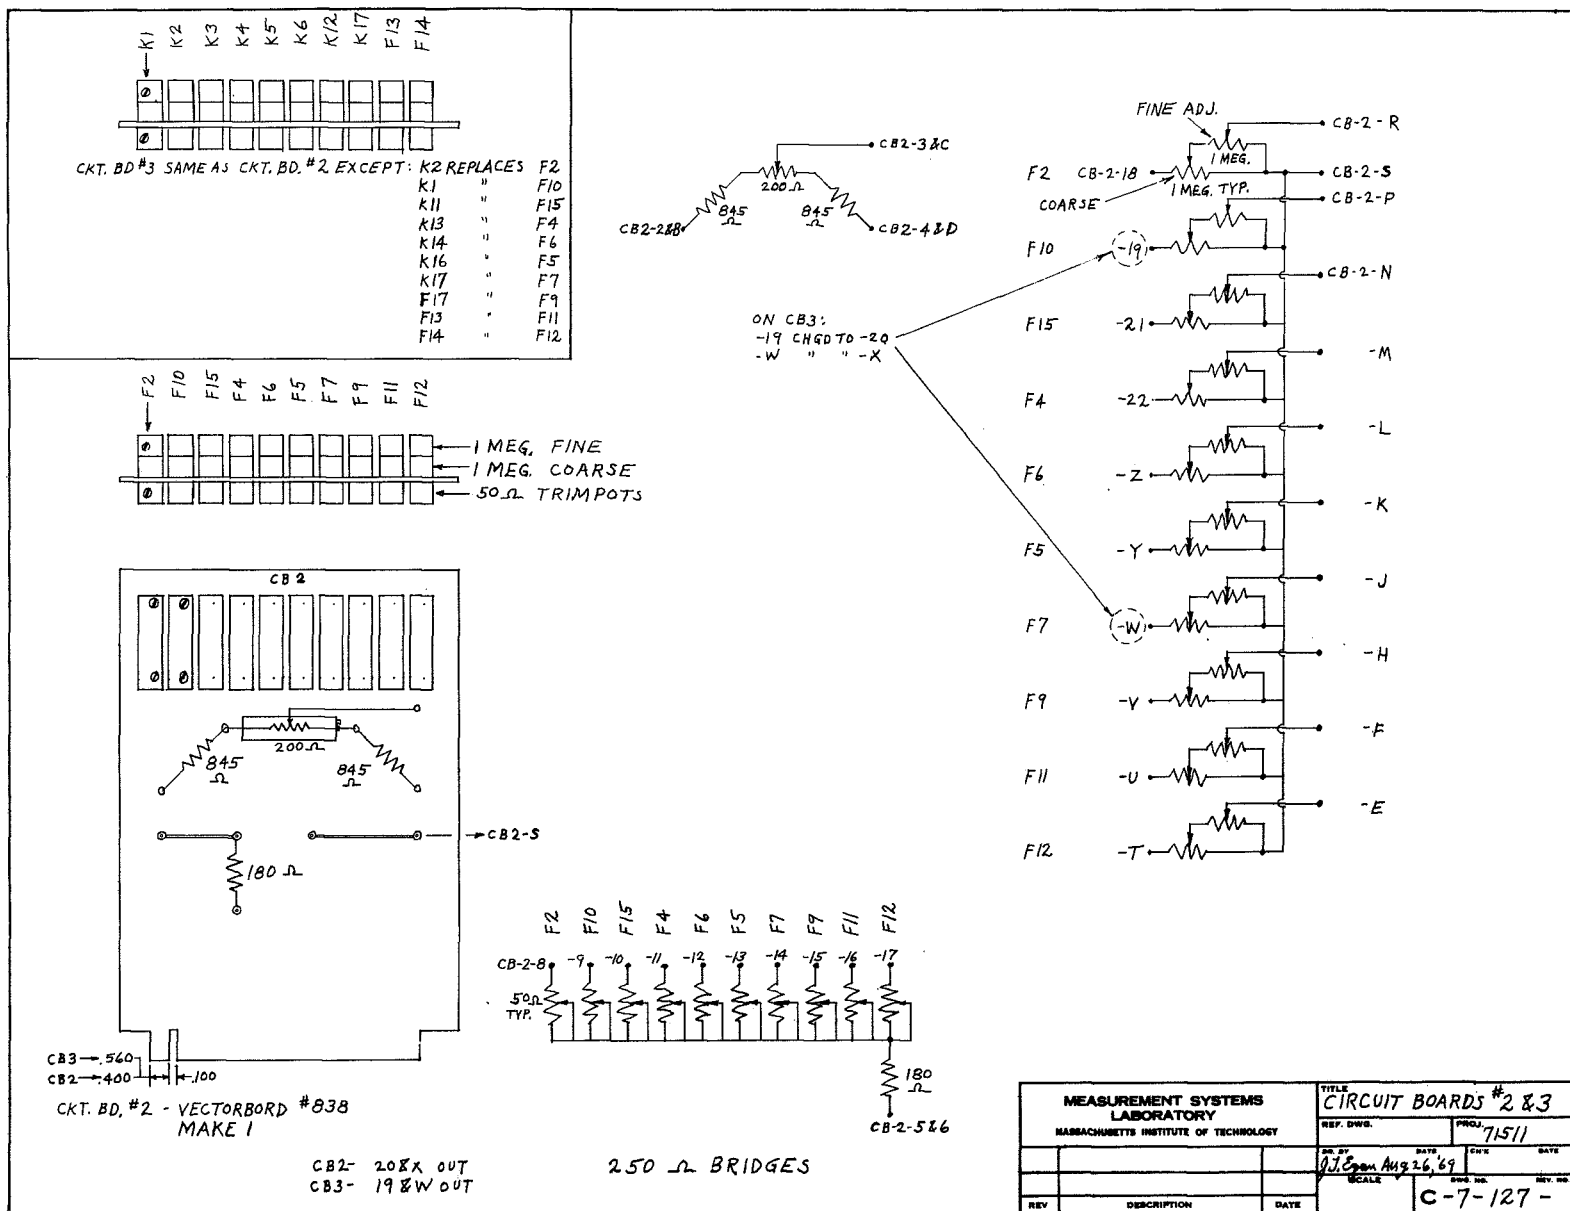 K1 K2 K3 K4 K5 K6 K12 K17 F13 F14
CKT. BD #3 SAME AS CKT. BD. #2 EXCEPT: K2 REPLACES F2
K1 " F10
K11 " F15
K13 " F4
K14 " F6
K16 " F5
K17 " F7
F17 " F9
F13 " F11
F14 " F12
F2 F10 F15 F4 F6 F5 F7 F9 F11 F12
1 MEG. FINE
1 MEG. COARSE
50Ω TRIMPOTS
CB2
200Ω
845 Ω
845 Ω
CB2-S
180 Ω
CB3 .560
CB2 .400 .100
CKT. BD. #2 - VECTORBORD #838
MAKE 1
CB2- 20&X OUT
CB3- 19&W OUT
CB2-3&C
200Ω
845 Ω
845 Ω
CB2-2&B
CB2-4&D
ON CB3:
-19 CHGD TO -20
-W " " -X
FINE ADJ.
CB-2-R
1 MEG.
F2 CB-2-18 CB-2-S
1 MEG. TYP.
COARSE
CB-2-P
F10 -19
CB-2-N
F15 -21
-M
F4 -22
-L
F6 -Z
-K
F5 -Y
-J
F7 -W
-H
F9 -V
-F
F11 -U
-E
F12 -T
F2 F10 F15 F4 F6 F5 F7 F9 F11 F12
CB-2-8 -9 -10 -11 -12 -13 -14 -15 -16 -17
50Ω
TYP.
180 Ω
CB-2-5&6
250 Ω BRIDGES
MEASUREMENT SYSTEMS
LABORATORY
MASSACHUSETTS INSTITUTE OF TECHNOLOGY
REV DESCRIPTION DATE
TITLE
CIRCUIT BOARDS #2 & 3
REF. DWG. PROJ.
71511
DR. BY DATE CH'K DATE
J.T. Egan Aug 26, '69
SCALE DWG. NO. REV. NO.
C-7-127 -